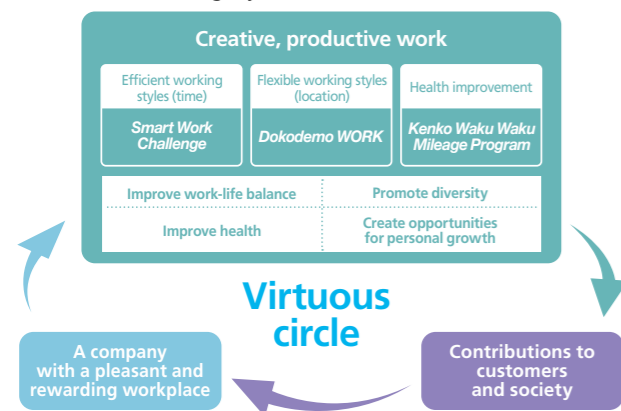 Creative, productive work
Efficient working
styles (time)
Smart Work
Challenge
Flexible working styles
(location)
Dokodemo WORK
Health improvement
Kenko Waku Waku
Mileage Program
Improve work-life balance
Promote diversity
Improve health
Create opportunities
for personal growth
Virtuous
circle
A company
with a pleasant and
rewarding workplace
Contributions to
customers
and society